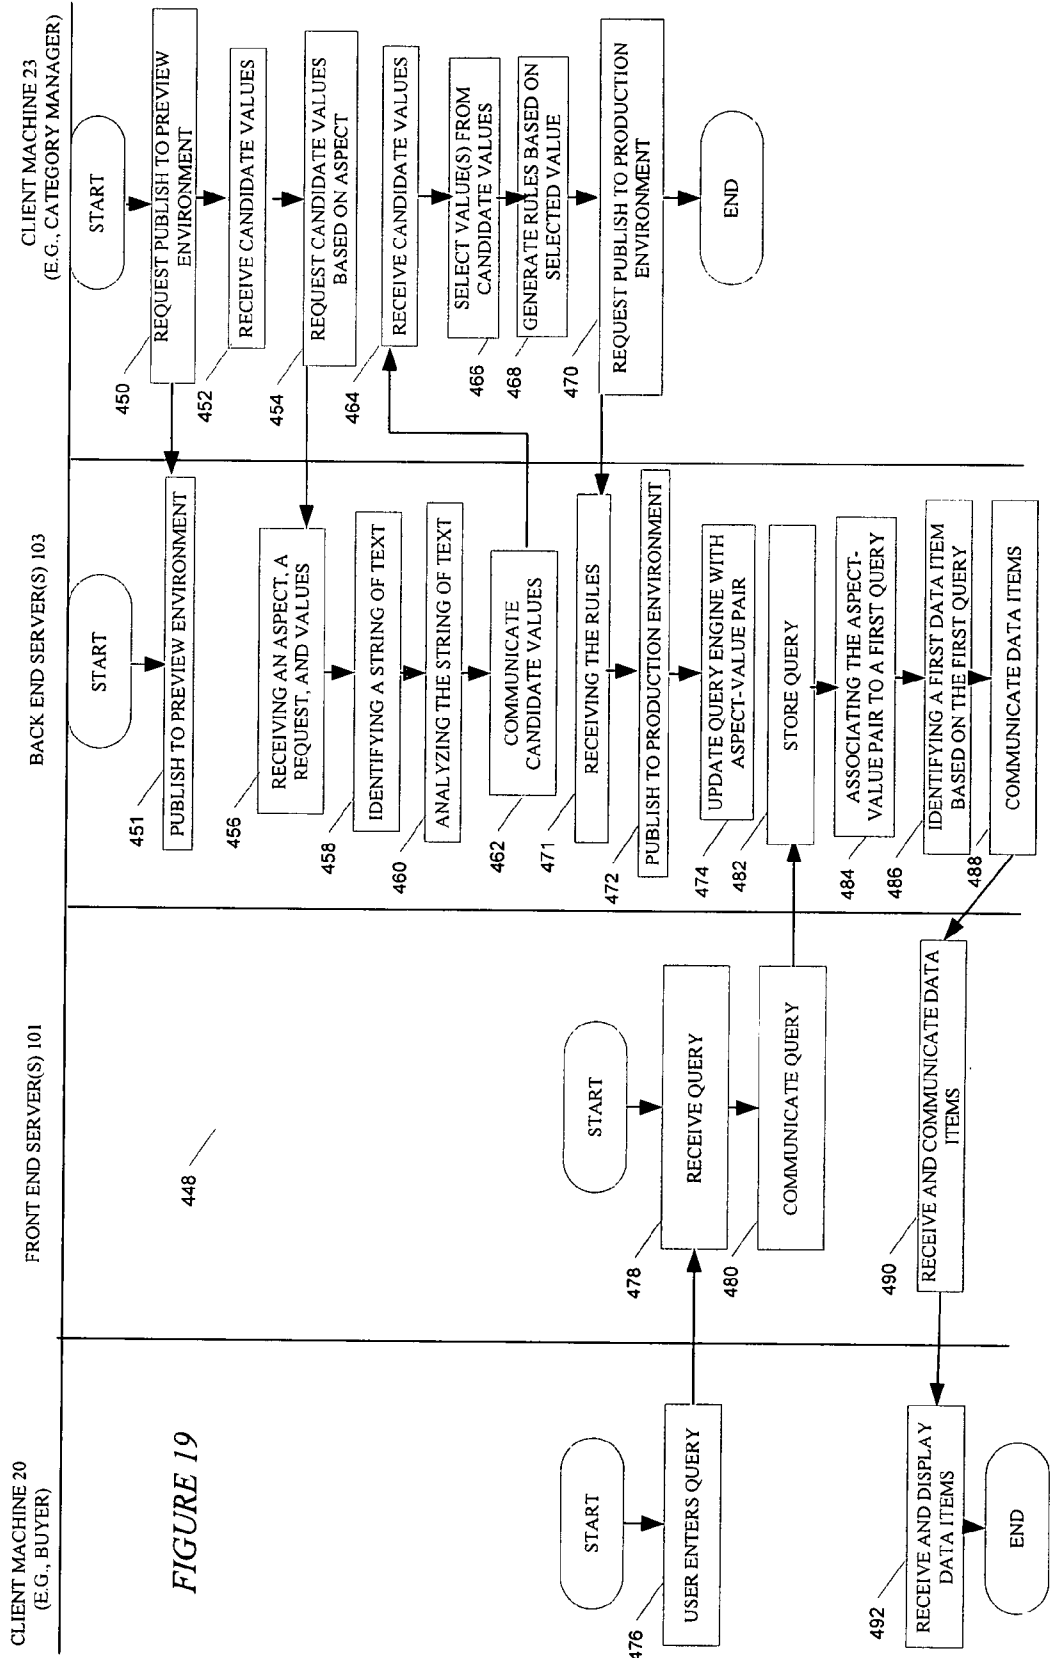 CLIENT MACHINE 20
(E.G., BUYER)
FRONT END SERVER(S) 101
BACK END SERVER(S) 103
CLIENT MACHINE 23
(E.G., CATEGORY MANAGER)
FIGURE 19
448
START
476
USER ENTERS QUERY
492
RECEIVE AND DISPLAY
DATA ITEMS
END
START
478
RECEIVE QUERY
480
COMMUNICATE QUERY
490
RECEIVE AND COMMUNICATE DATA
ITEMS
START
451
PUBLISH TO PREVIEW ENVIRONMENT
456
RECEIVING AN ASPECT, A
REQUEST, AND VALUES
458
IDENTIFYING A STRING OF TEXT
460
ANALYZING THE STRING OF TEXT
462
COMMUNICATE
CANDIDATE VALUES
471
RECEIVING THE RULES
472
PUBLISH TO PRODUCTION ENVIRONMENT
474
UPDATE QUERY ENGINE WITH
ASPECT-VALUE PAIR
482
STORE QUERY
484
ASSOCIATING THE ASPECT-
VALUE PAIR TO A FIRST QUERY
486
IDENTIFYING A FIRST DATA ITEM
BASED ON THE FIRST QUERY
488
COMMUNICATE DATA ITEMS
START
450
REQUEST PUBLISH TO PREVIEW
ENVIRONMENT
452
RECEIVE CANDIDATE VALUES
454
REQUEST CANDIDATE VALUES
BASED ON ASPECT
464
RECEIVE CANDIDATE VALUES
466
SELECT VALUE(S) FROM
CANDIDATE VALUES
468
GENERATE RULES BASED ON
SELECTED VALUE
470
REQUEST PUBLISH TO PRODUCTION
ENVIRONMENT
END